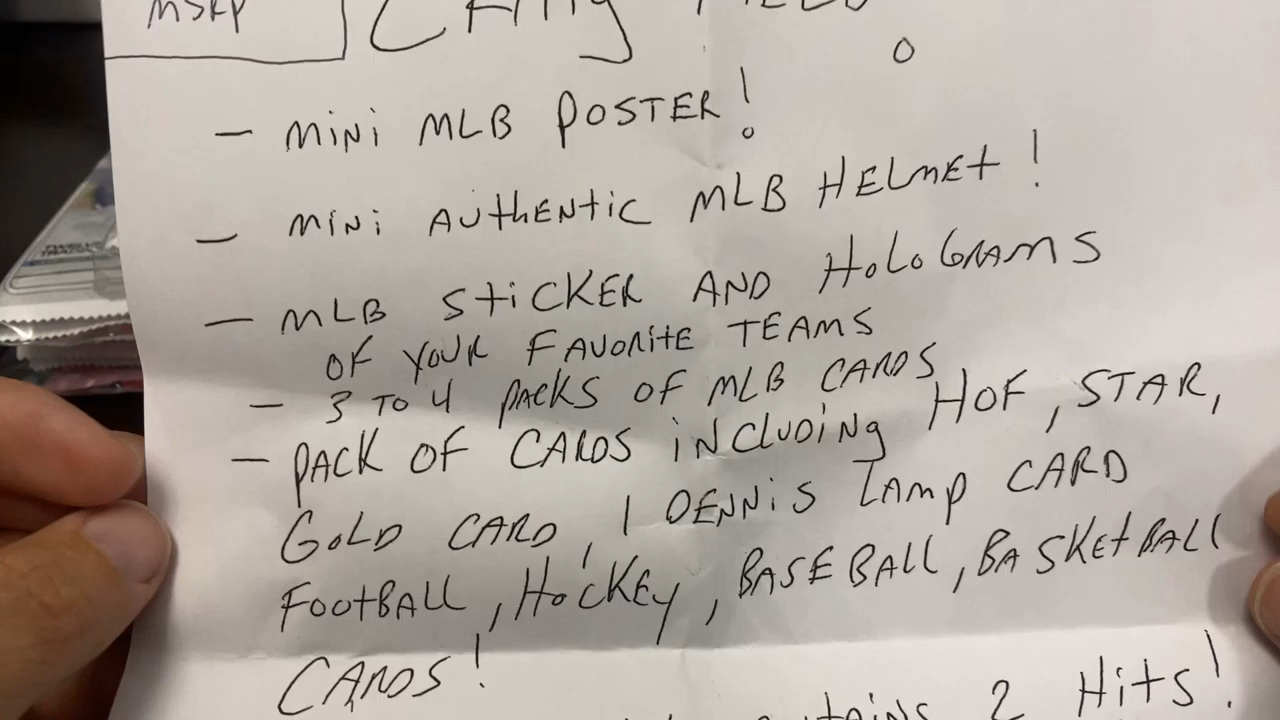 MSRP
- MiNi MLB POSTER!
- MiNi AUthENtiC MLB HELmEt!
- MLB StiCKER AND HoLoGRAmS
OF YOUR FAVORitE TEAMS
- 3 TO 4 PACKS OF MLB CARDS
- PACK OF CARDS iNCLUDiNg HOF, STAR,
GoLD CARD, 1 DENNiS LAmp CARD
FootBALL, HoCKEy, BASEBALL, BASKEtBALL
CARDS!
2 Hits!